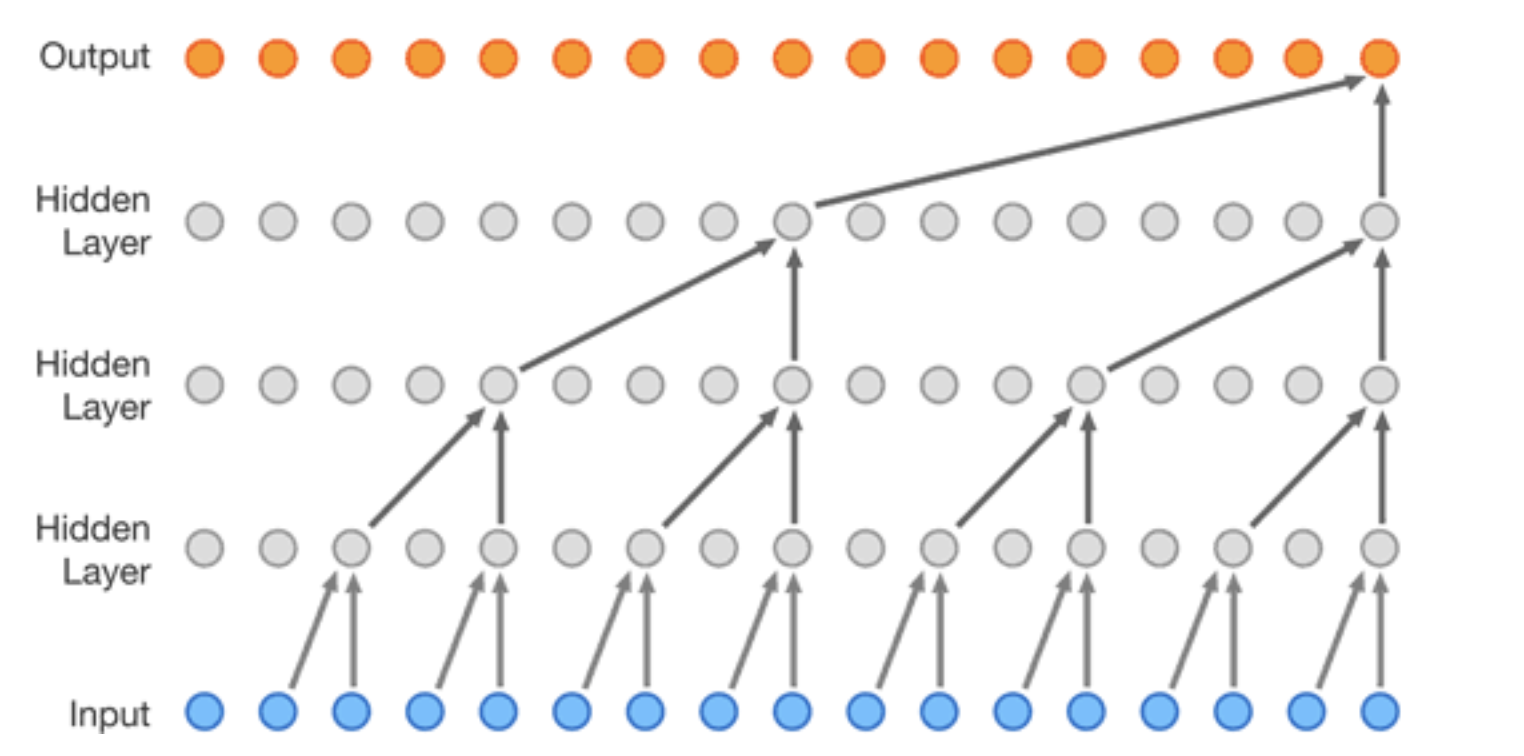 Output
Hidden
Layer
Hidden
Layer
Hidden
Layer
Input